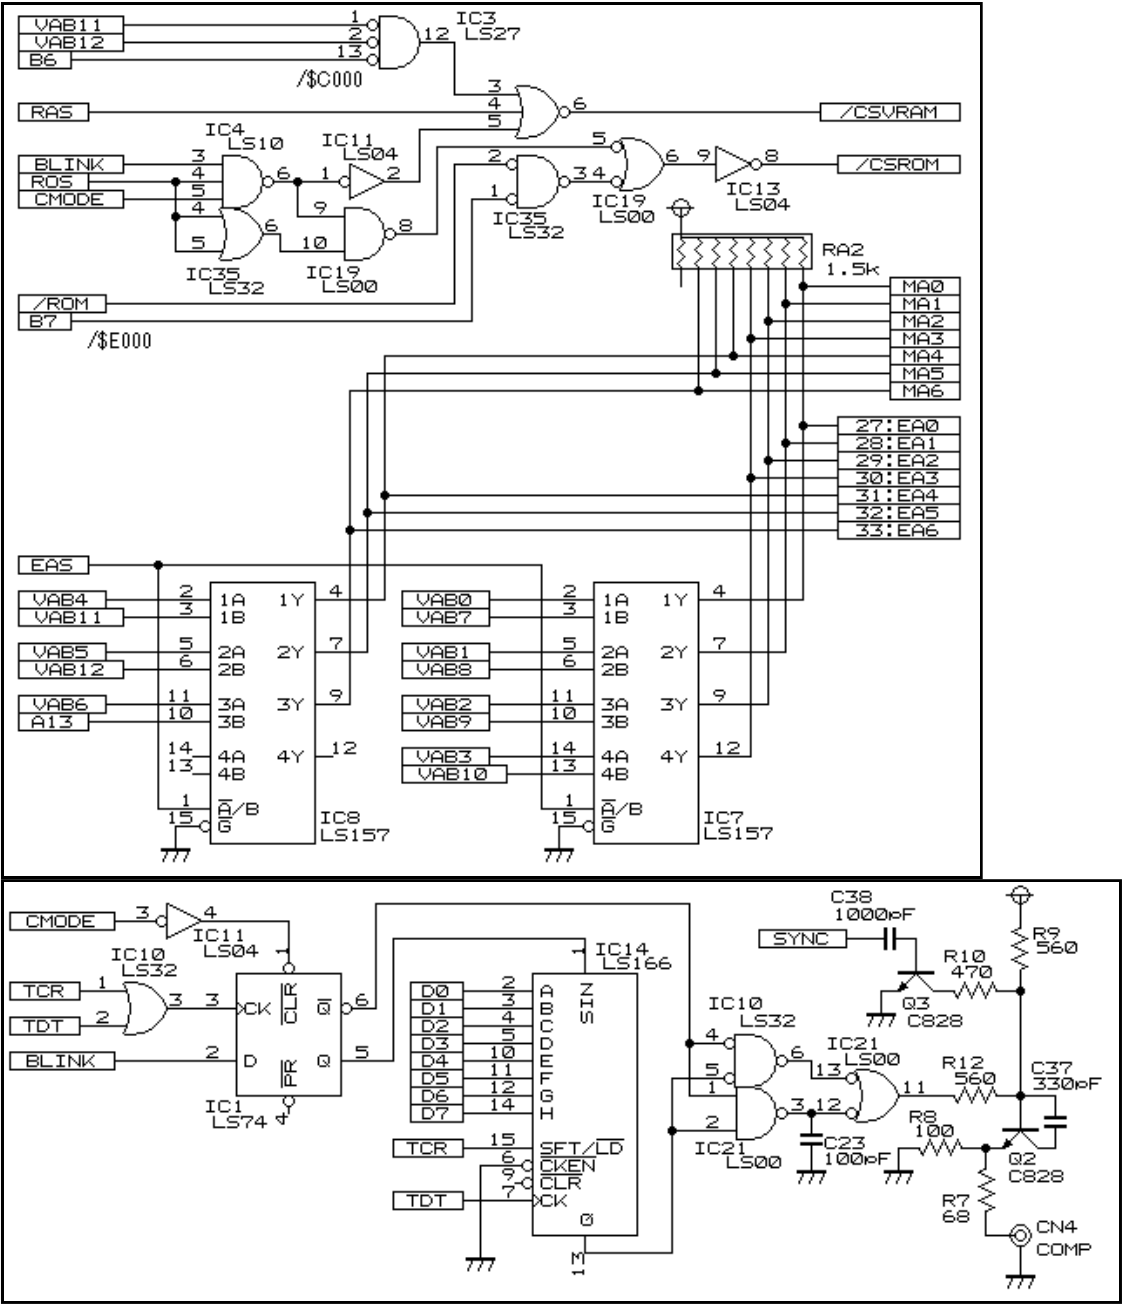 VAB11 1 IC3
VAB12 2 12 LS27
B6 13
/$C000
3
RAS 4 6 /CSVRAM
5
IC4
LS10 IC11
LS04
BLINK 3 5
ROS 4 6 1 2 2 3 4 6 9 8 /CSROM
CMODE 5
4 9 1 IC19 IC13
6 8 IC35 LS00 LS04
5 10 LS32
IC35 IC19
LS32 LS00
RA2
1.5k
/ROM
B7
/$E000
MA0
MA1
MA2
MA3
MA4
MA5
MA6
27:EA0
28:EA1
29:EA2
30:EA3
31:EA4
32:EA5
33:EA6
EAS
VAB4 2 1A 1Y 4
VAB11 3 1B
VAB5 5 2A 2Y 7
VAB12 6 2B
VAB6 11 3A 3Y 9
A13 10 3B
14 4A 4Y 12
13 4B
1 A/B
15 G
IC8
LS157
VAB0 2 1A 1Y 4
VAB7 3 1B
VAB1 5 2A 2Y 7
VAB8 6 2B
VAB2 11 3A 3Y 9
VAB9 10 3B
VAB3 14 4A 4Y 12
VAB10 13 4B
1 A/B
15 G
IC7
LS157
CMODE 3 4
IC11
LS04
IC10
LS32
TCR 1
3 3
TDT 2
BLINK 2
1
CK CLR Q 6
D PR Q 5
4
IC1
LS74
1 IC14
LS166
SIN
D0 2 A
D1 3 B
D2 4 C
D3 5 D
D4 10 E
D5 11 F
D6 12 G
D7 14 H
TCR 15 SFT/LD
6 CKEN
9 CLR
TDT 7 CK
Q
13
IC10
LS32
4 6
5
1 3
2
IC21
LS00
IC21
LS00
13
11
12
C23
100pF
C38
1000pF
SYNC
R10
470
Q3
C828
R9
560
R12
560
C37
330pF
R8
100
Q2
C828
R7
68
CN4
COMP